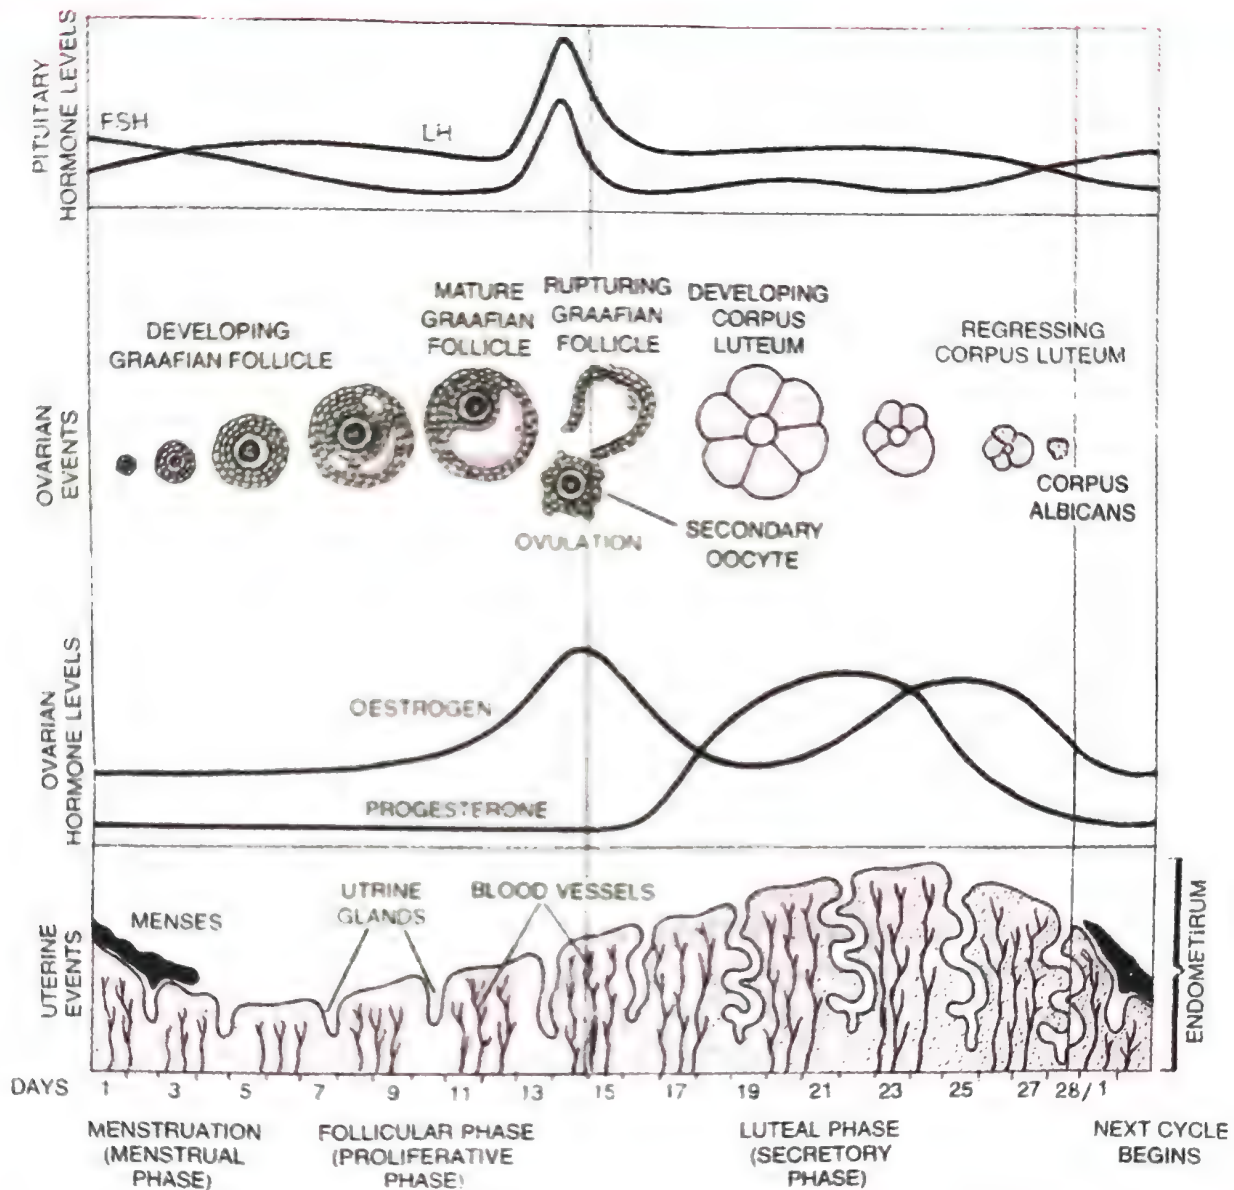 PITUITARY
HORMONE LEVELS
FSH
LH
OVARIAN
EVENTS
DEVELOPING
GRAAFIAN FOLLICLE
MATURE
GRAAFIAN
FOLLICLE
RUPTURING
GRAAFIAN
FOLLICLE
DEVELOPING
CORPUS
LUTEUM
REGRESSING
CORPUS LUTEUM
CORPUS
ALBICANS
OVULATION
SECONDARY
OOCYTE
OVARIAN
HORMONE LEVELS
OESTROGEN
PROGESTERONE
UTERINE
EVENTS
MENSES
UTRINE
GLANDS
BLOOD VESSELS
ENDOMETIRUM
DAYS 1 3 5 7 9 11 13 15 17 19 21 23 25 27 28/1
MENSTRUATION
(MENSTRUAL
PHASE)
FOLLICULAR PHASE
(PROLIFERATIVE
PHASE)
LUTEAL PHASE
(SECRETORY
PHASE)
NEXT CYCLE
BEGINS